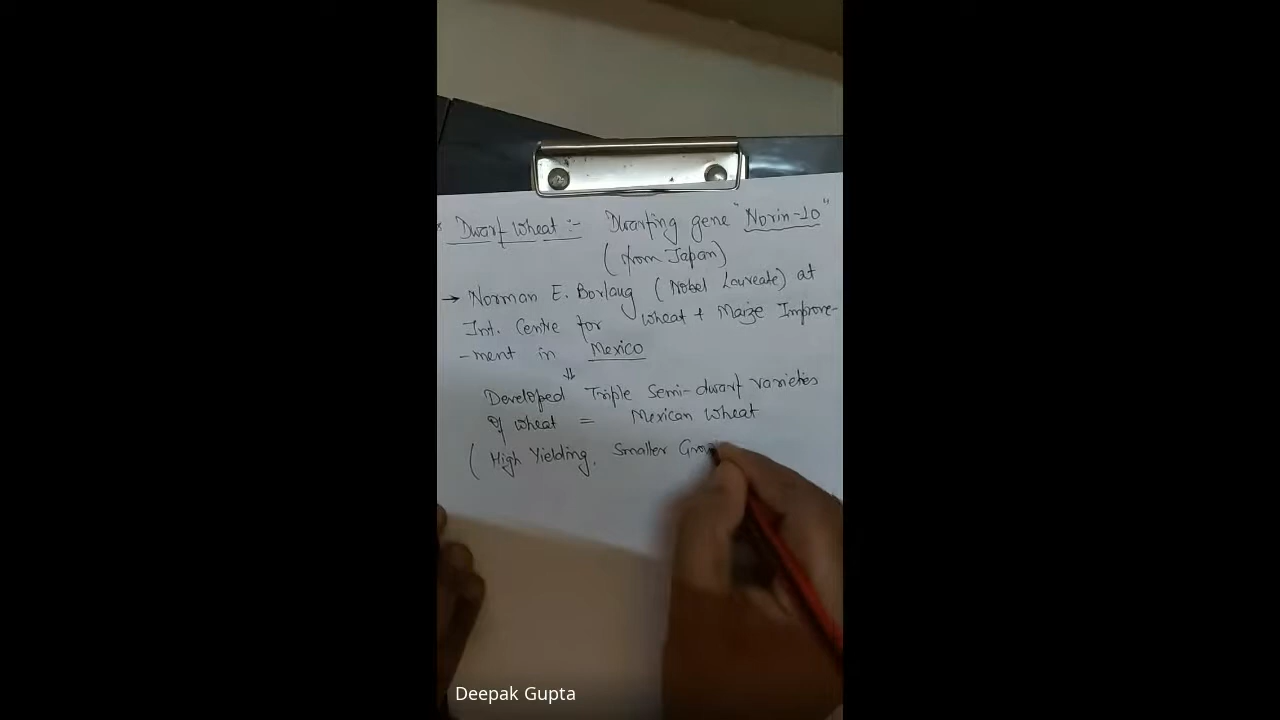 * Dwarf Wheat :- Dwarfing gene "Norin-10"
(from Japan)
→ Norman E. Borlaug (Nobel Laureate) at
Int. Centre for Wheat + Maize Improve-
-ment in Mexico
⇓
Developed Triple Semi-dwarf varieties
of wheat = Mexican Wheat
( High Yielding, Smaller Grow
Deepak Gupta